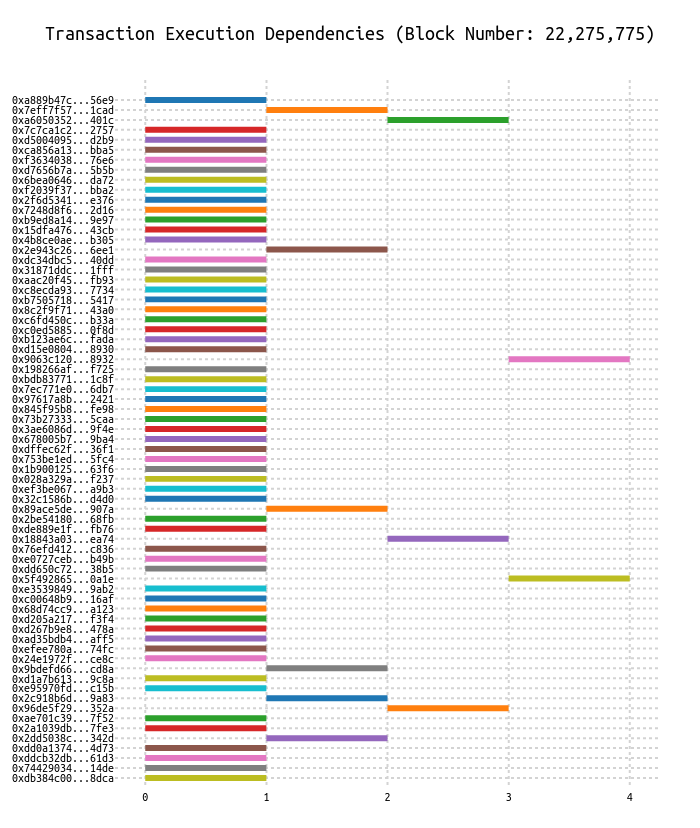 Transaction Execution Dependencies (Block Number: 22,275,775)
0xa889b47c...56e9
0x7eff7f57...1cad
0xa6050352...401c
0x7c7ca1c2...2757
0xd5004095...d2b9
0xca856a13...bba5
0xf3634038...76e6
0xd7656b7a...5b5b
0x6bea0646...da72
0xf2039f37...bba2
0x2f6d5341...e376
0x7248d8f6...2d16
0xb9ed8a14...9e97
0x15dfa476...43cb
0x4b8ce0ae...b305
0x2e943c26...6ee1
0xdc34dbc5...40dd
0x31871ddc...1fff
0xaac20f45...fb93
0xc8ecda93...7734
0xb7505718...5417
0x8c2f9f71...43a0
0xc6fd450c...b33a
0xc0ed5885...0f8d
0xb123ae6c...fada
0xd15e0804...8930
0x9063c120...8932
0x198266af...f725
0xbdb83771...1c8f
0x7ec771e0...6db7
0x97617a8b...2421
0x845f95b8...fe98
0x73b27333...5caa
0x3ae6086d...9f4e
0x678005b7...9ba4
0xdffec62f...36f1
0x753be1ed...5fc4
0x1b900125...63f6
0x028a329a...f237
0xef3be067...a9b3
0x32c1586b...d4d0
0x89ace5de...907a
0x2be54180...68fb
0xde889e1f...fb76
0x18843a03...ea74
0x76efd412...c836
0xe0727ceb...b49b
0xdd650c72...38b5
0x5f492865...0a1e
0xe3539849...9ab2
0xc00648b9...16af
0x68d74cc9...a123
0xd205a217...f3f4
0xd267b9e8...478a
0xad35bdb4...aff5
0xefee780a...74fc
0x24e1972f...ce8c
0x9bdefd66...cd8a
0xd1a7b613...9c8a
0xe95970fd...c15b
0x2c918b6d...9a83
0x96de5f29...352a
0xae701c39...7f52
0x2a1039db...7fe3
0x2dd5038c...342d
0xdd0a1374...4d73
0xddcb32db...61d3
0x74429034...14de
0xdb384c00...8dca
0 1 2 3 4